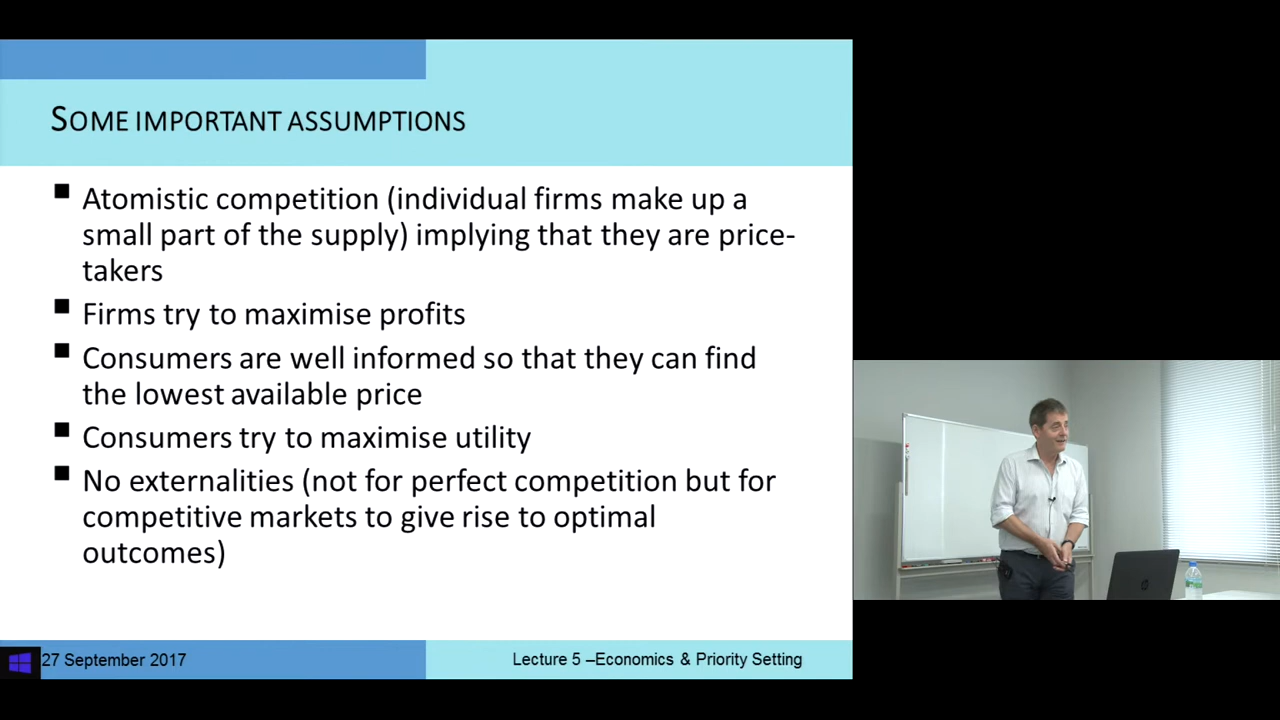 SOME IMPORTANT ASSUMPTIONS
▪ Atomistic competition (individual firms make up a
small part of the supply) implying that they are price-
takers
▪ Firms try to maximise profits
▪ Consumers are well informed so that they can find
the lowest available price
▪ Consumers try to maximise utility
▪ No externalities (not for perfect competition but for
competitive markets to give rise to optimal
outcomes)
27 September 2017
Lecture 5 –Economics & Priority Setting